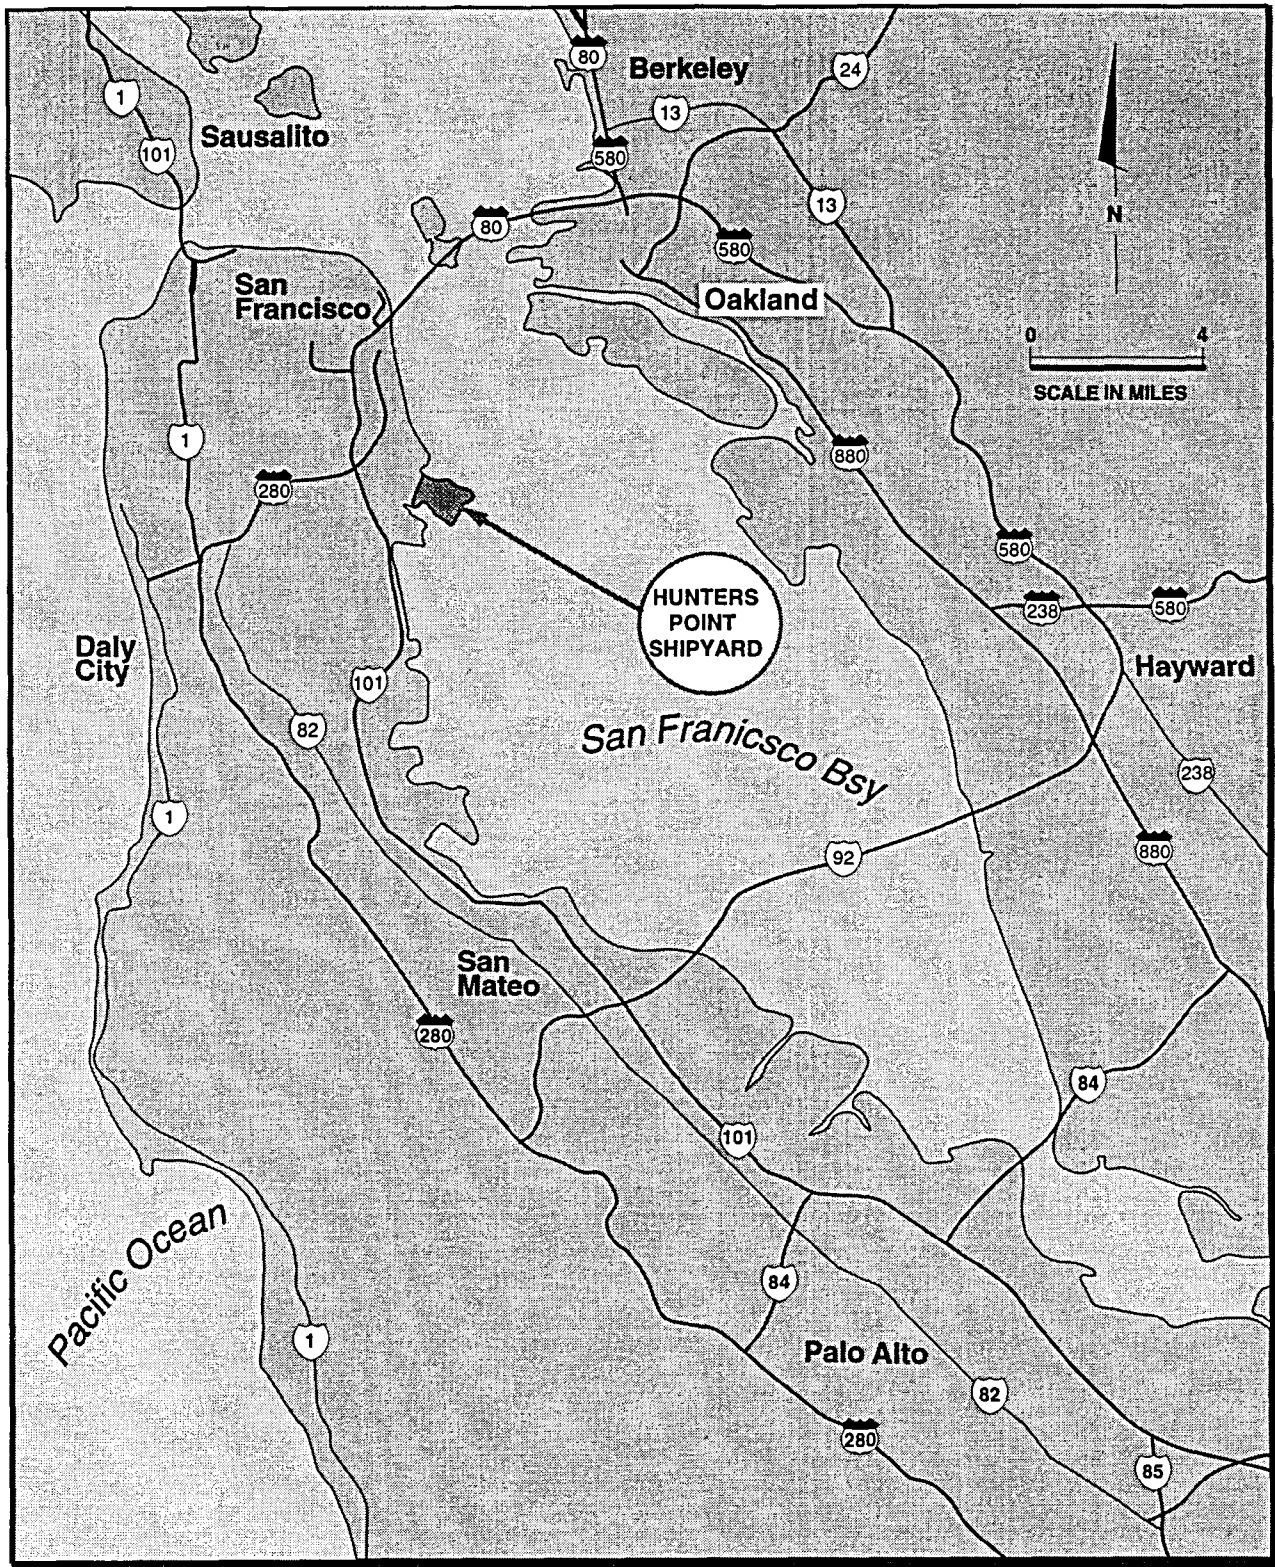 80
Berkeley
24
1
13
Sausalito
101
580
13
80
N
580
San
Francisco
Oakland
0 4
SCALE IN MILES
1
880
280
580
HUNTERS
POINT
SHIPYARD
238
580
Daly
City
Hayward
101
82
San Franicsco Bsy
238
1
880
92
San
Mateo
280
84
101
Pacific Ocean
84
1
Palo Alto
82
280
85